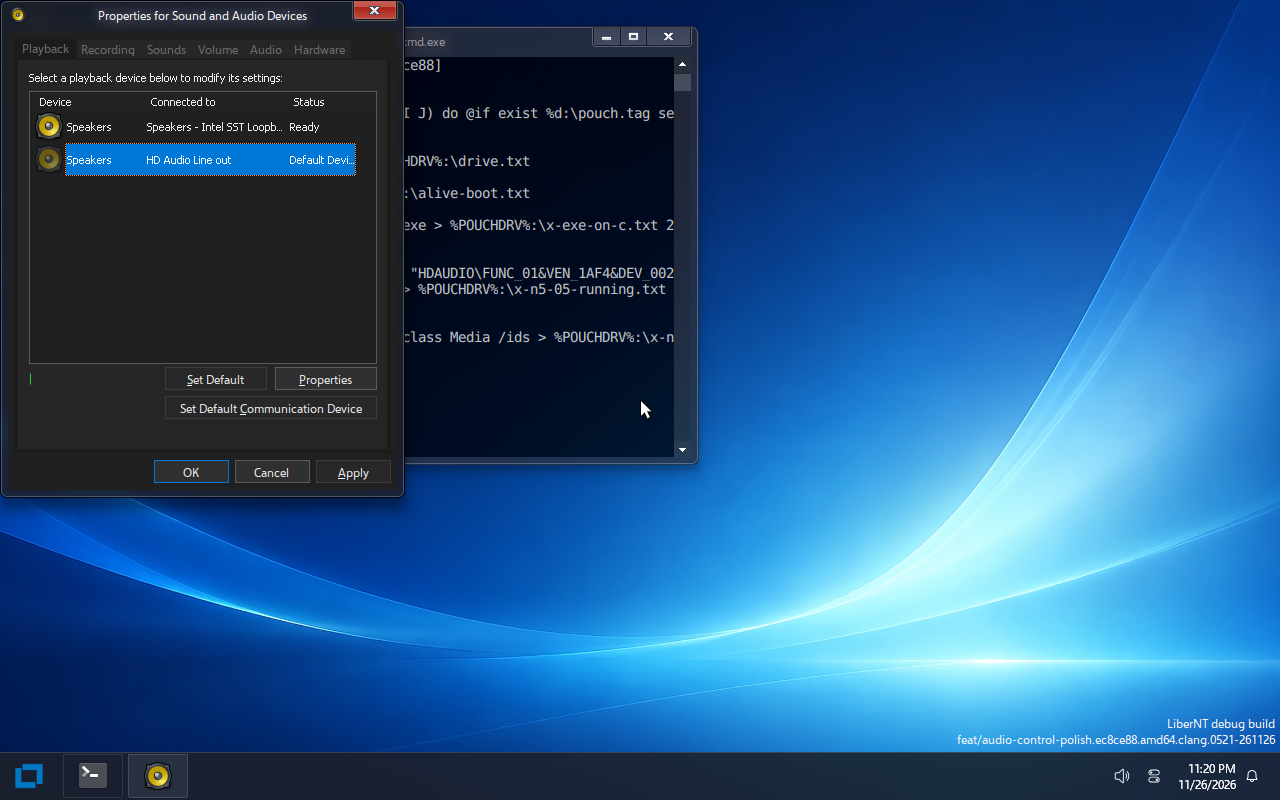 Properties for Sound and Audio Devices
Playback Recording Sounds Volume Audio Hardware
Select a playback device below to modify its settings:
Device Connected to Status
Speakers Speakers - Intel SST Loopb... Ready
Speakers HD Audio Line out Default Devi...
Set Default Properties
Set Default Communication Device
OK Cancel Apply
cmd.exe
ce88]
I J) do @if exist %d:\pouch.tag se
HDRV%:\drive.txt
:\alive-boot.txt
exe > %POUCHDRV%:\x-exe-on-c.txt 2
"HDAUDIO\FUNC_01&VEN_1AF4&DEV_002
> %POUCHDRV%:\x-n5-05-running.txt
class Media /ids > %POUCHDRV%:\x-n
LiberNT debug build
feat/audio-control-polish.ec8ce88.amd64.clang.0521-261126
11:20 PM
11/26/2026